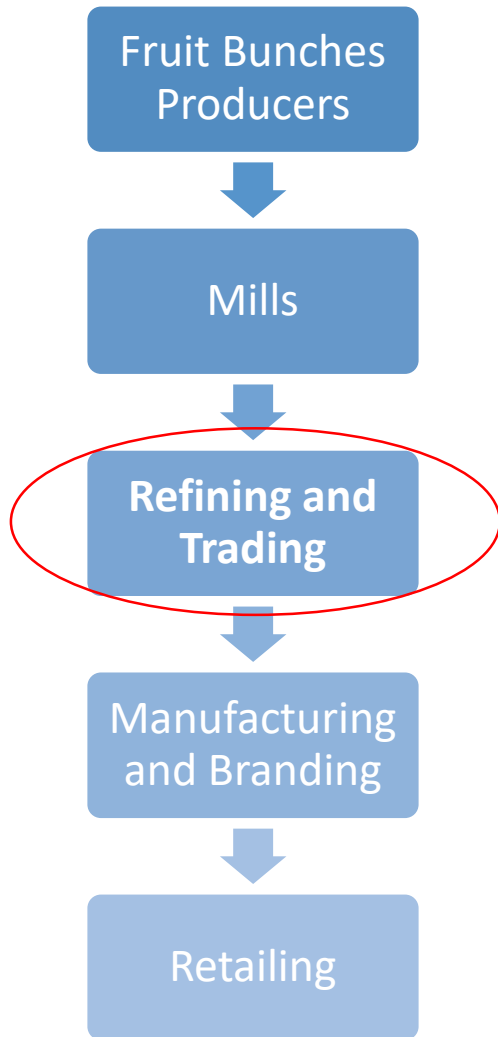 Fruit Bunches
Producers
Mills
Refining and
Trading
Manufacturing
and Branding
Retailing